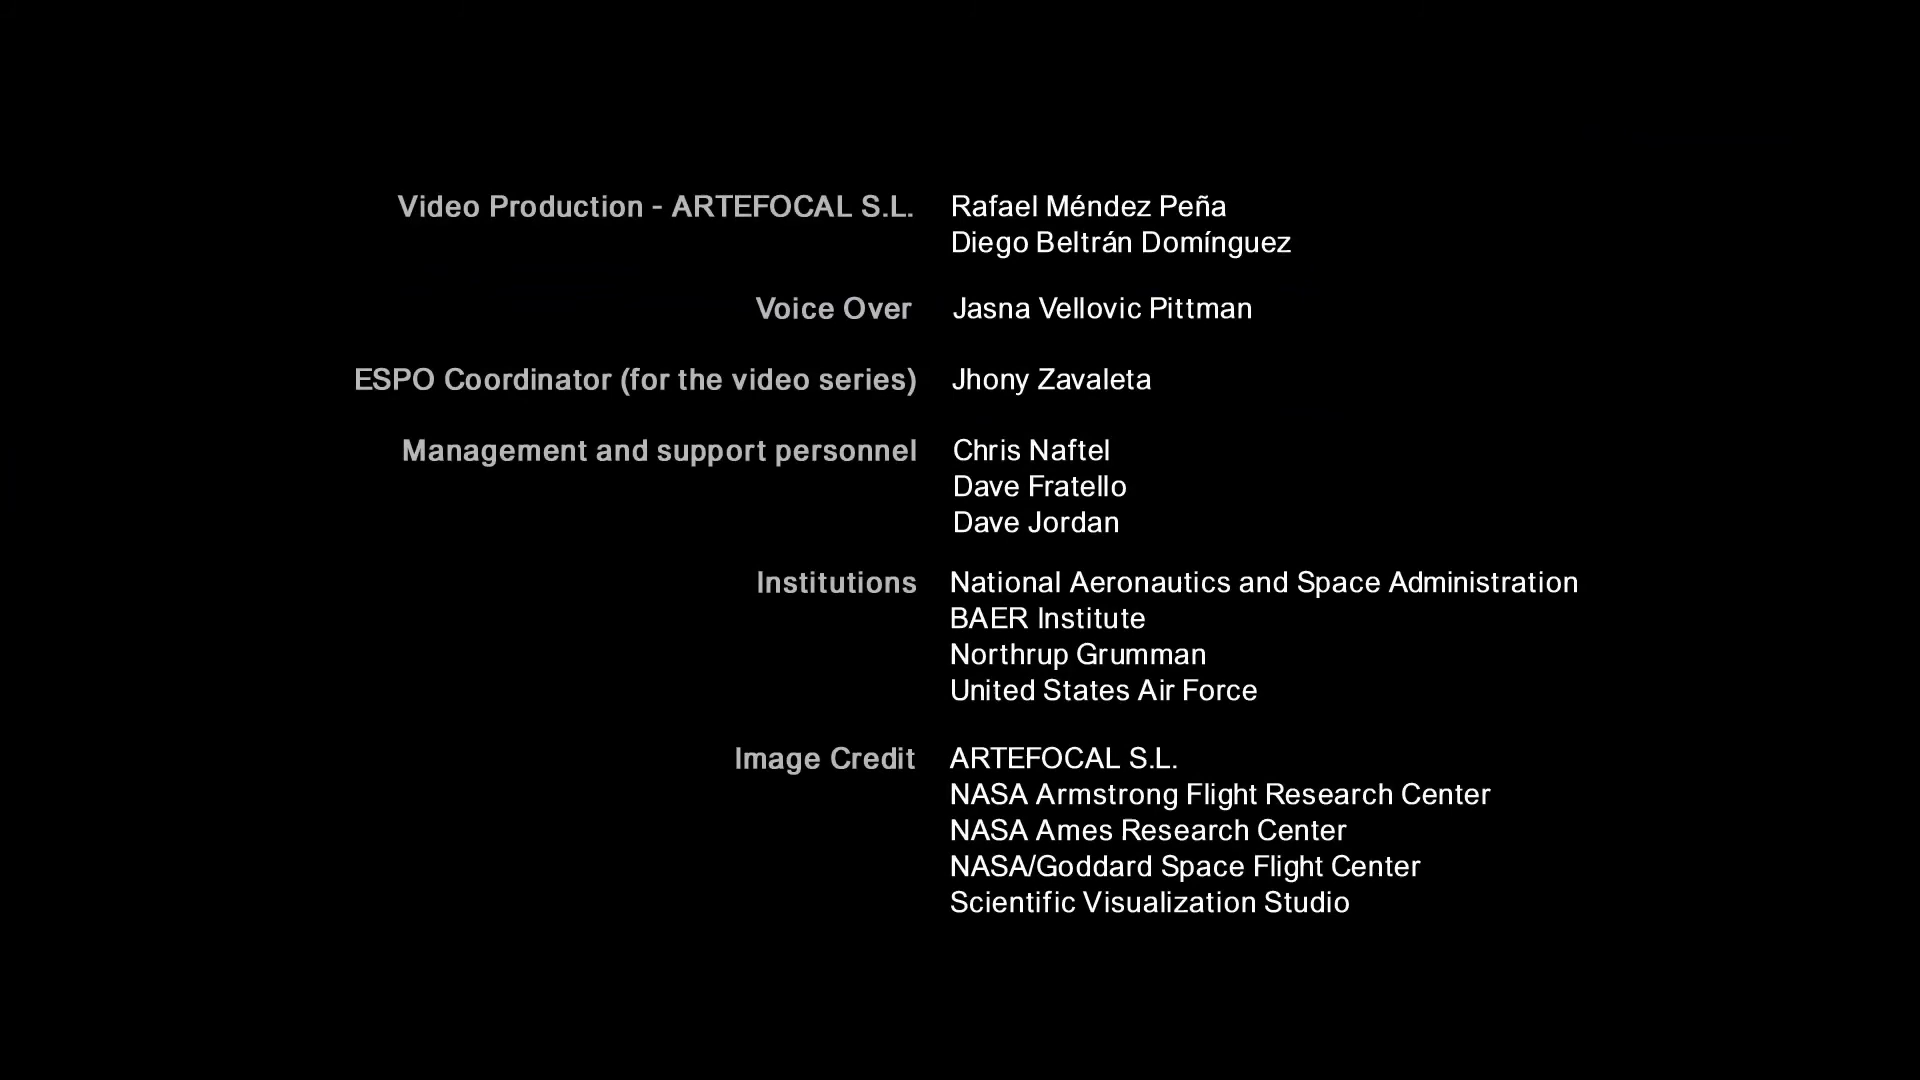 Video Production - ARTEFOCAL S.L. Rafael Méndez Peña
Diego Beltrán Domínguez
Voice Over Jasna Vellovic Pittman
ESPO Coordinator (for the video series) Jhony Zavaleta
Management and support personnel Chris Naftel
Dave Fratello
Dave Jordan
Institutions National Aeronautics and Space Administration
BAER Institute
Northrup Grumman
United States Air Force
Image Credit ARTEFOCAL S.L.
NASA Armstrong Flight Research Center
NASA Ames Research Center
NASA/Goddard Space Flight Center
Scientific Visualization Studio